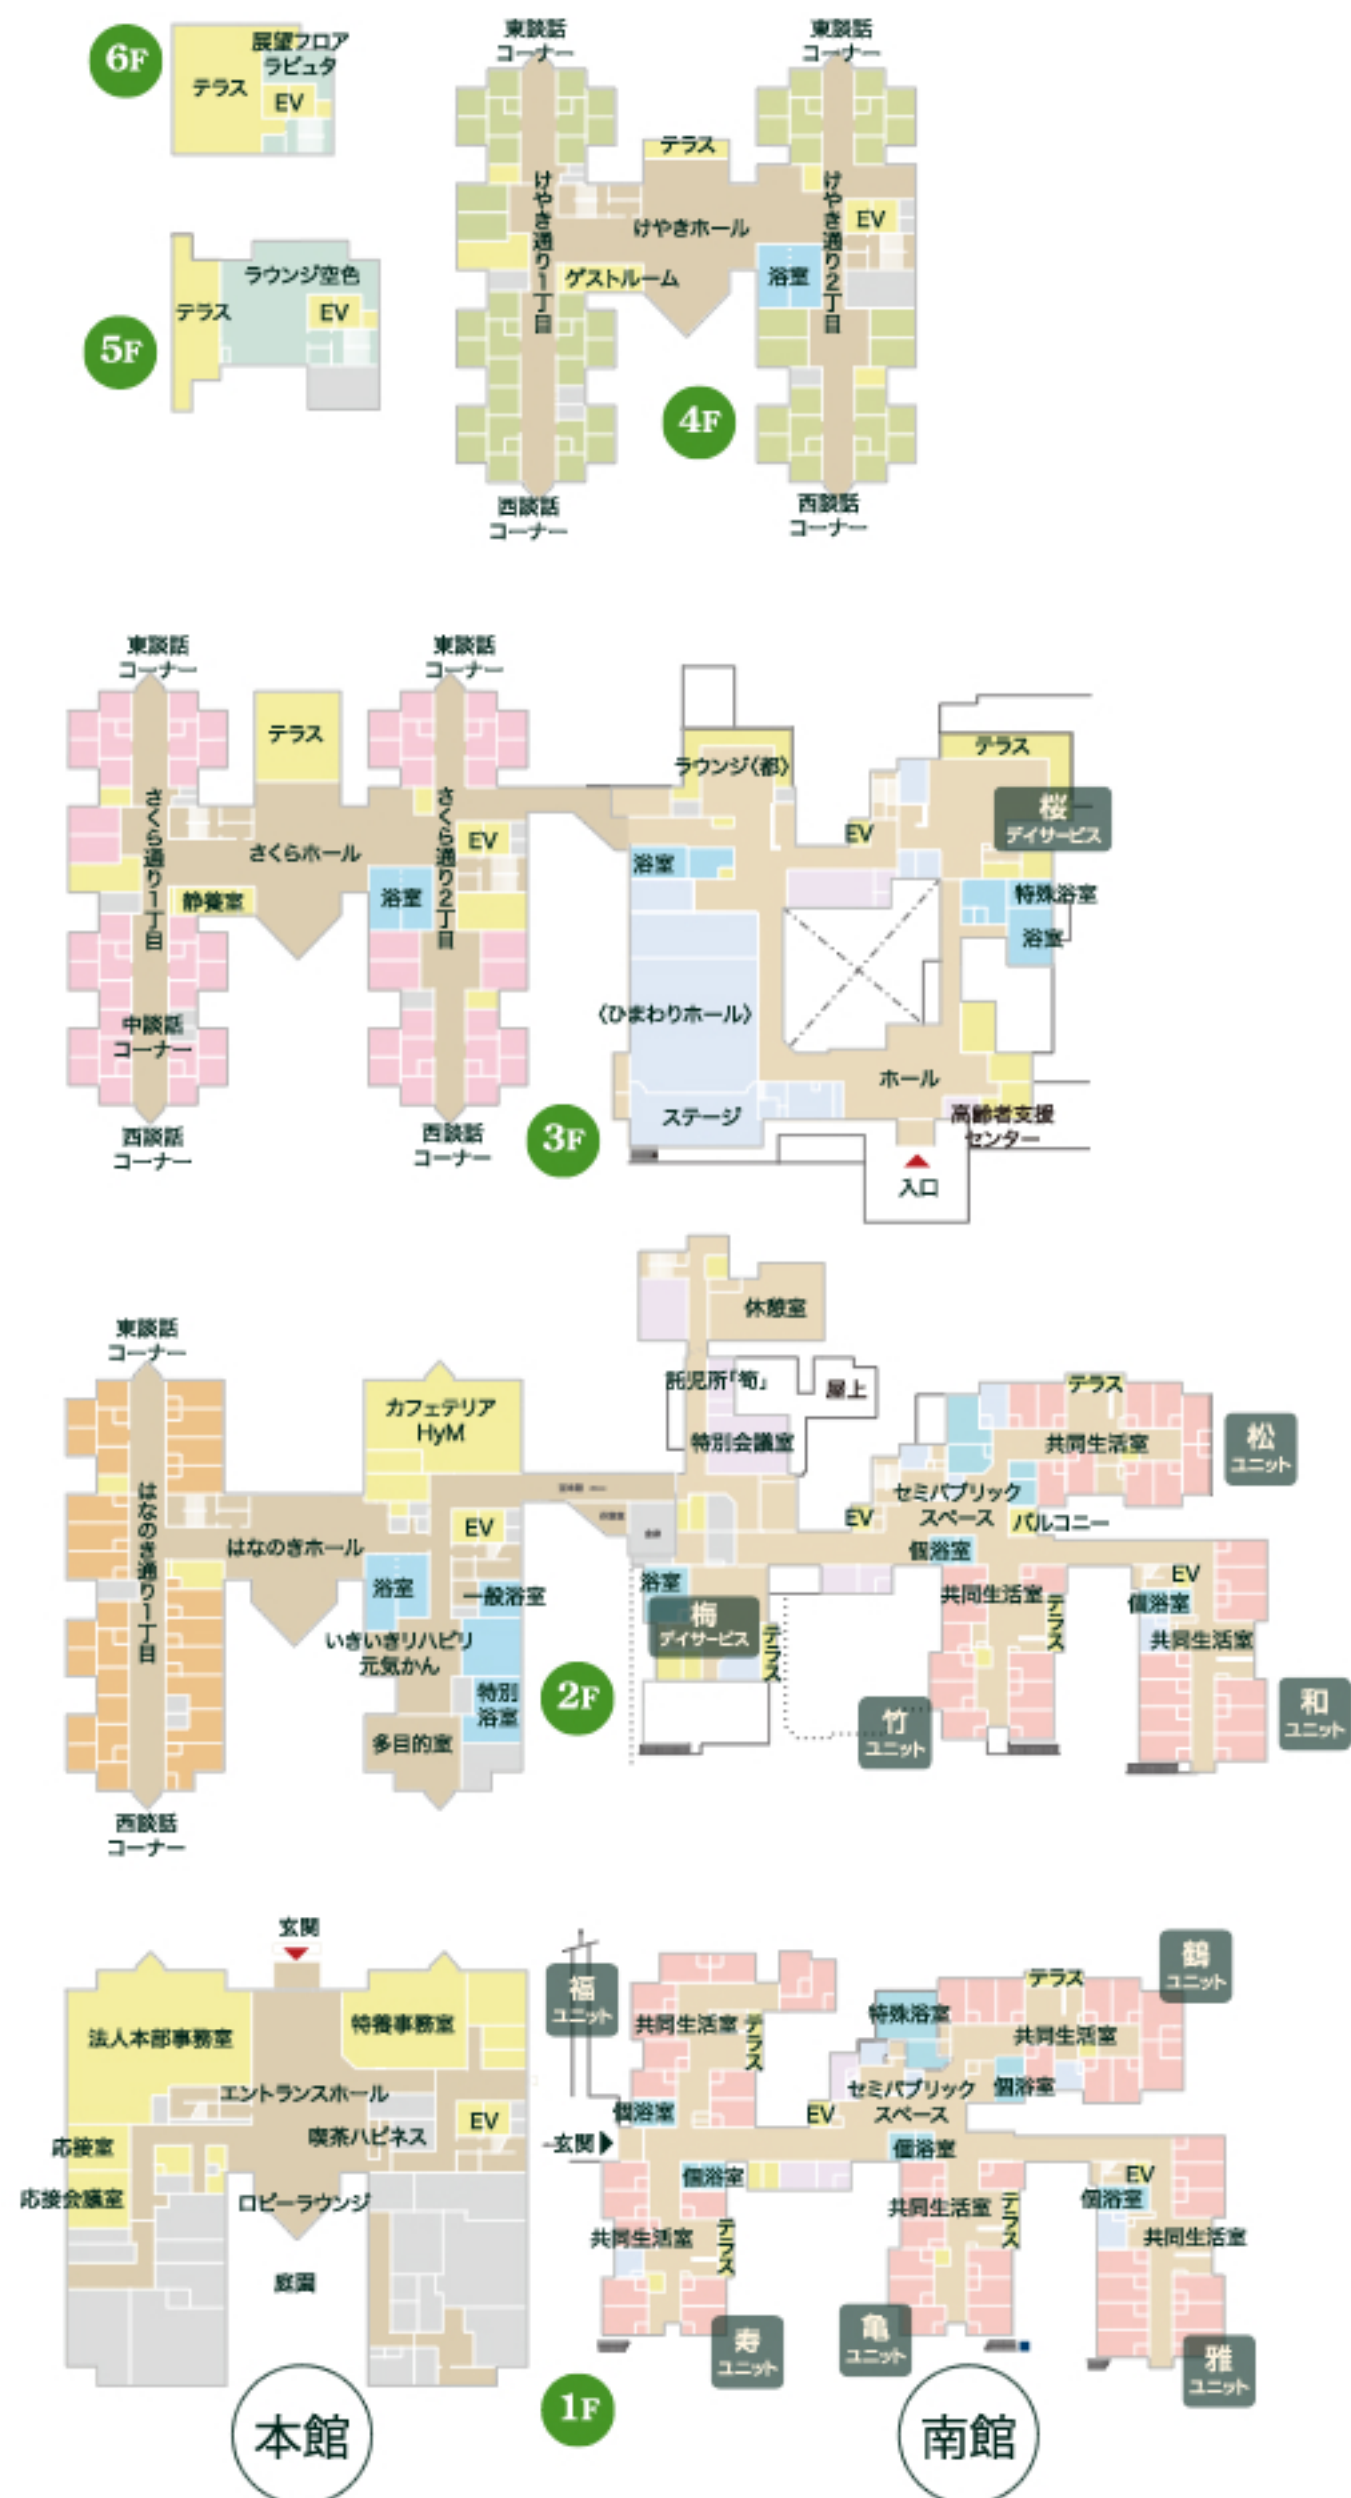 6F
展望フロア
ラピュタ
テラス
EV
5F
ラウンジ空色
テラス
EV
4F
東談話
コーナー
東談話
コーナー
テラス
けやき通り1丁目
けやきホール
けやき通り2丁目
EV
浴室
ゲストルーム
西談話
コーナー
西談話
コーナー
3F
東談話
コーナー
東談話
コーナー
テラス
さくら通り1丁目
さくらホール
さくら通り2丁目
EV
静養室
浴室
中談話
コーナー
西談話
コーナー
西談話
コーナー
ラウンジ〈都〉
テラス
桜
デイサービス
EV
浴室
特殊浴室
浴室
〈ひまわりホール〉
ホール
ステージ
高齢者支援
センター
入口
2F
東談話
コーナー
カフェテリア
HyM
はなのき通り1丁目
はなのきホール
EV
浴室
一般浴室
いきいきリハビリ
元気かん
特別
浴室
多目的室
西談話
コーナー
休憩室
託児所「筍」
屋上
特別会議室
テラス
共同生活室
松
ユニット
セミパブリック
スペース
EV
バルコニー
個浴室
浴室
梅
デイサービス
テラス
共同生活室
テラス
竹
ユニット
EV
個浴室
共同生活室
和
ユニット
1F
玄関
法人本部事務室
特養事務室
エントランスホール
喫茶ハピネス
EV
応接室
応接会議室
ロビーラウンジ
庭園
本館
福
ユニット
共同生活室
テラス
個浴室
玄関
個浴室
共同生活室
テラス
寿
ユニット
特殊浴室
テラス
鶴
ユニット
共同生活室
セミパブリック
スペース
個浴室
EV
個浴室
共同生活室
テラス
亀
ユニット
EV
個浴室
共同生活室
雅
ユニット
南館